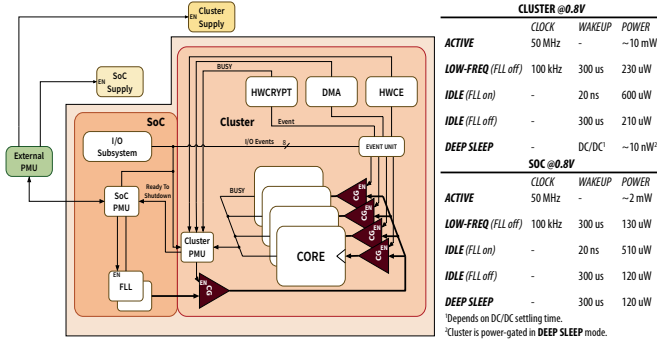 Cluster
Supply
EN
SoC
Supply
EN
External
PMU
SoC
Cluster
BUSY
HWCRYPT
DMA
HWCE
Event
I/O
Subsystem
I/O Events
8
EVENT UNIT
SoC
PMU
Ready To
Shutdown
BUSY
Cluster
PMU
CORE
EN
CG
EN
CG
EN
CG
EN
CG
EN
FLL
EN
CG
CLUSTER @0.8V
CLOCK WAKEUP POWER
ACTIVE 50 MHz - ~10 mW
LOW-FREQ (FLL off) 100 kHz 300 us 230 uW
IDLE (FLL on) - 20 ns 600 uW
IDLE (FLL off) - 300 us 210 uW
DEEP SLEEP - DC/DC¹ ~10 nW²
SOC @0.8V
CLOCK WAKEUP POWER
ACTIVE 50 MHz - ~2 mW
LOW-FREQ (FLL off) 100 kHz 300 us 130 uW
IDLE (FLL on) - 20 ns 510 uW
IDLE (FLL off) - 300 us 120 uW
DEEP SLEEP - 300 us 120 uW
¹Depends on DC/DC settling time.
²Cluster is power-gated in DEEP SLEEP mode.